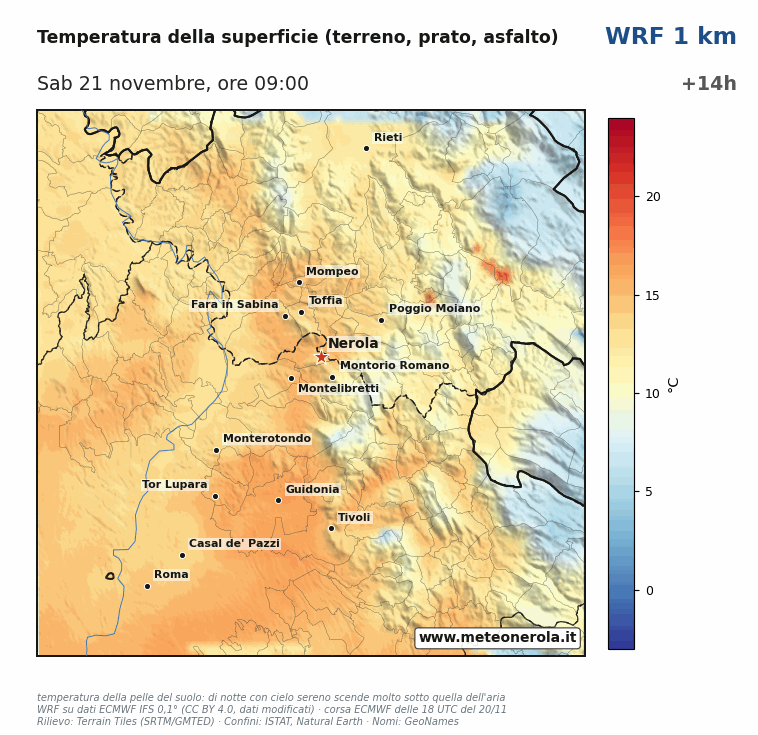 Temperatura della superficie (terreno, prato, asfalto)
WRF 1 km
Sab 21 novembre, ore 09:00
+14h
Rieti
Mompeo
Fara in Sabina
Toffia
Poggio Moiano
Nerola
Montorio Romano
Montelibretti
Monterotondo
Tor Lupara
Guidonia
Tivoli
Casal de' Pazzi
Roma
www.meteonerola.it
20
15
10
5
0
°C
temperatura della pelle del suolo: di notte con cielo sereno scende molto sotto quella dell'aria
WRF su dati ECMWF IFS 0,1° (CC BY 4.0, dati modificati) · corsa ECMWF delle 18 UTC del 20/11
Rilievo: Terrain Tiles (SRTM/GMTED) · Confini: ISTAT, Natural Earth · Nomi: GeoNames